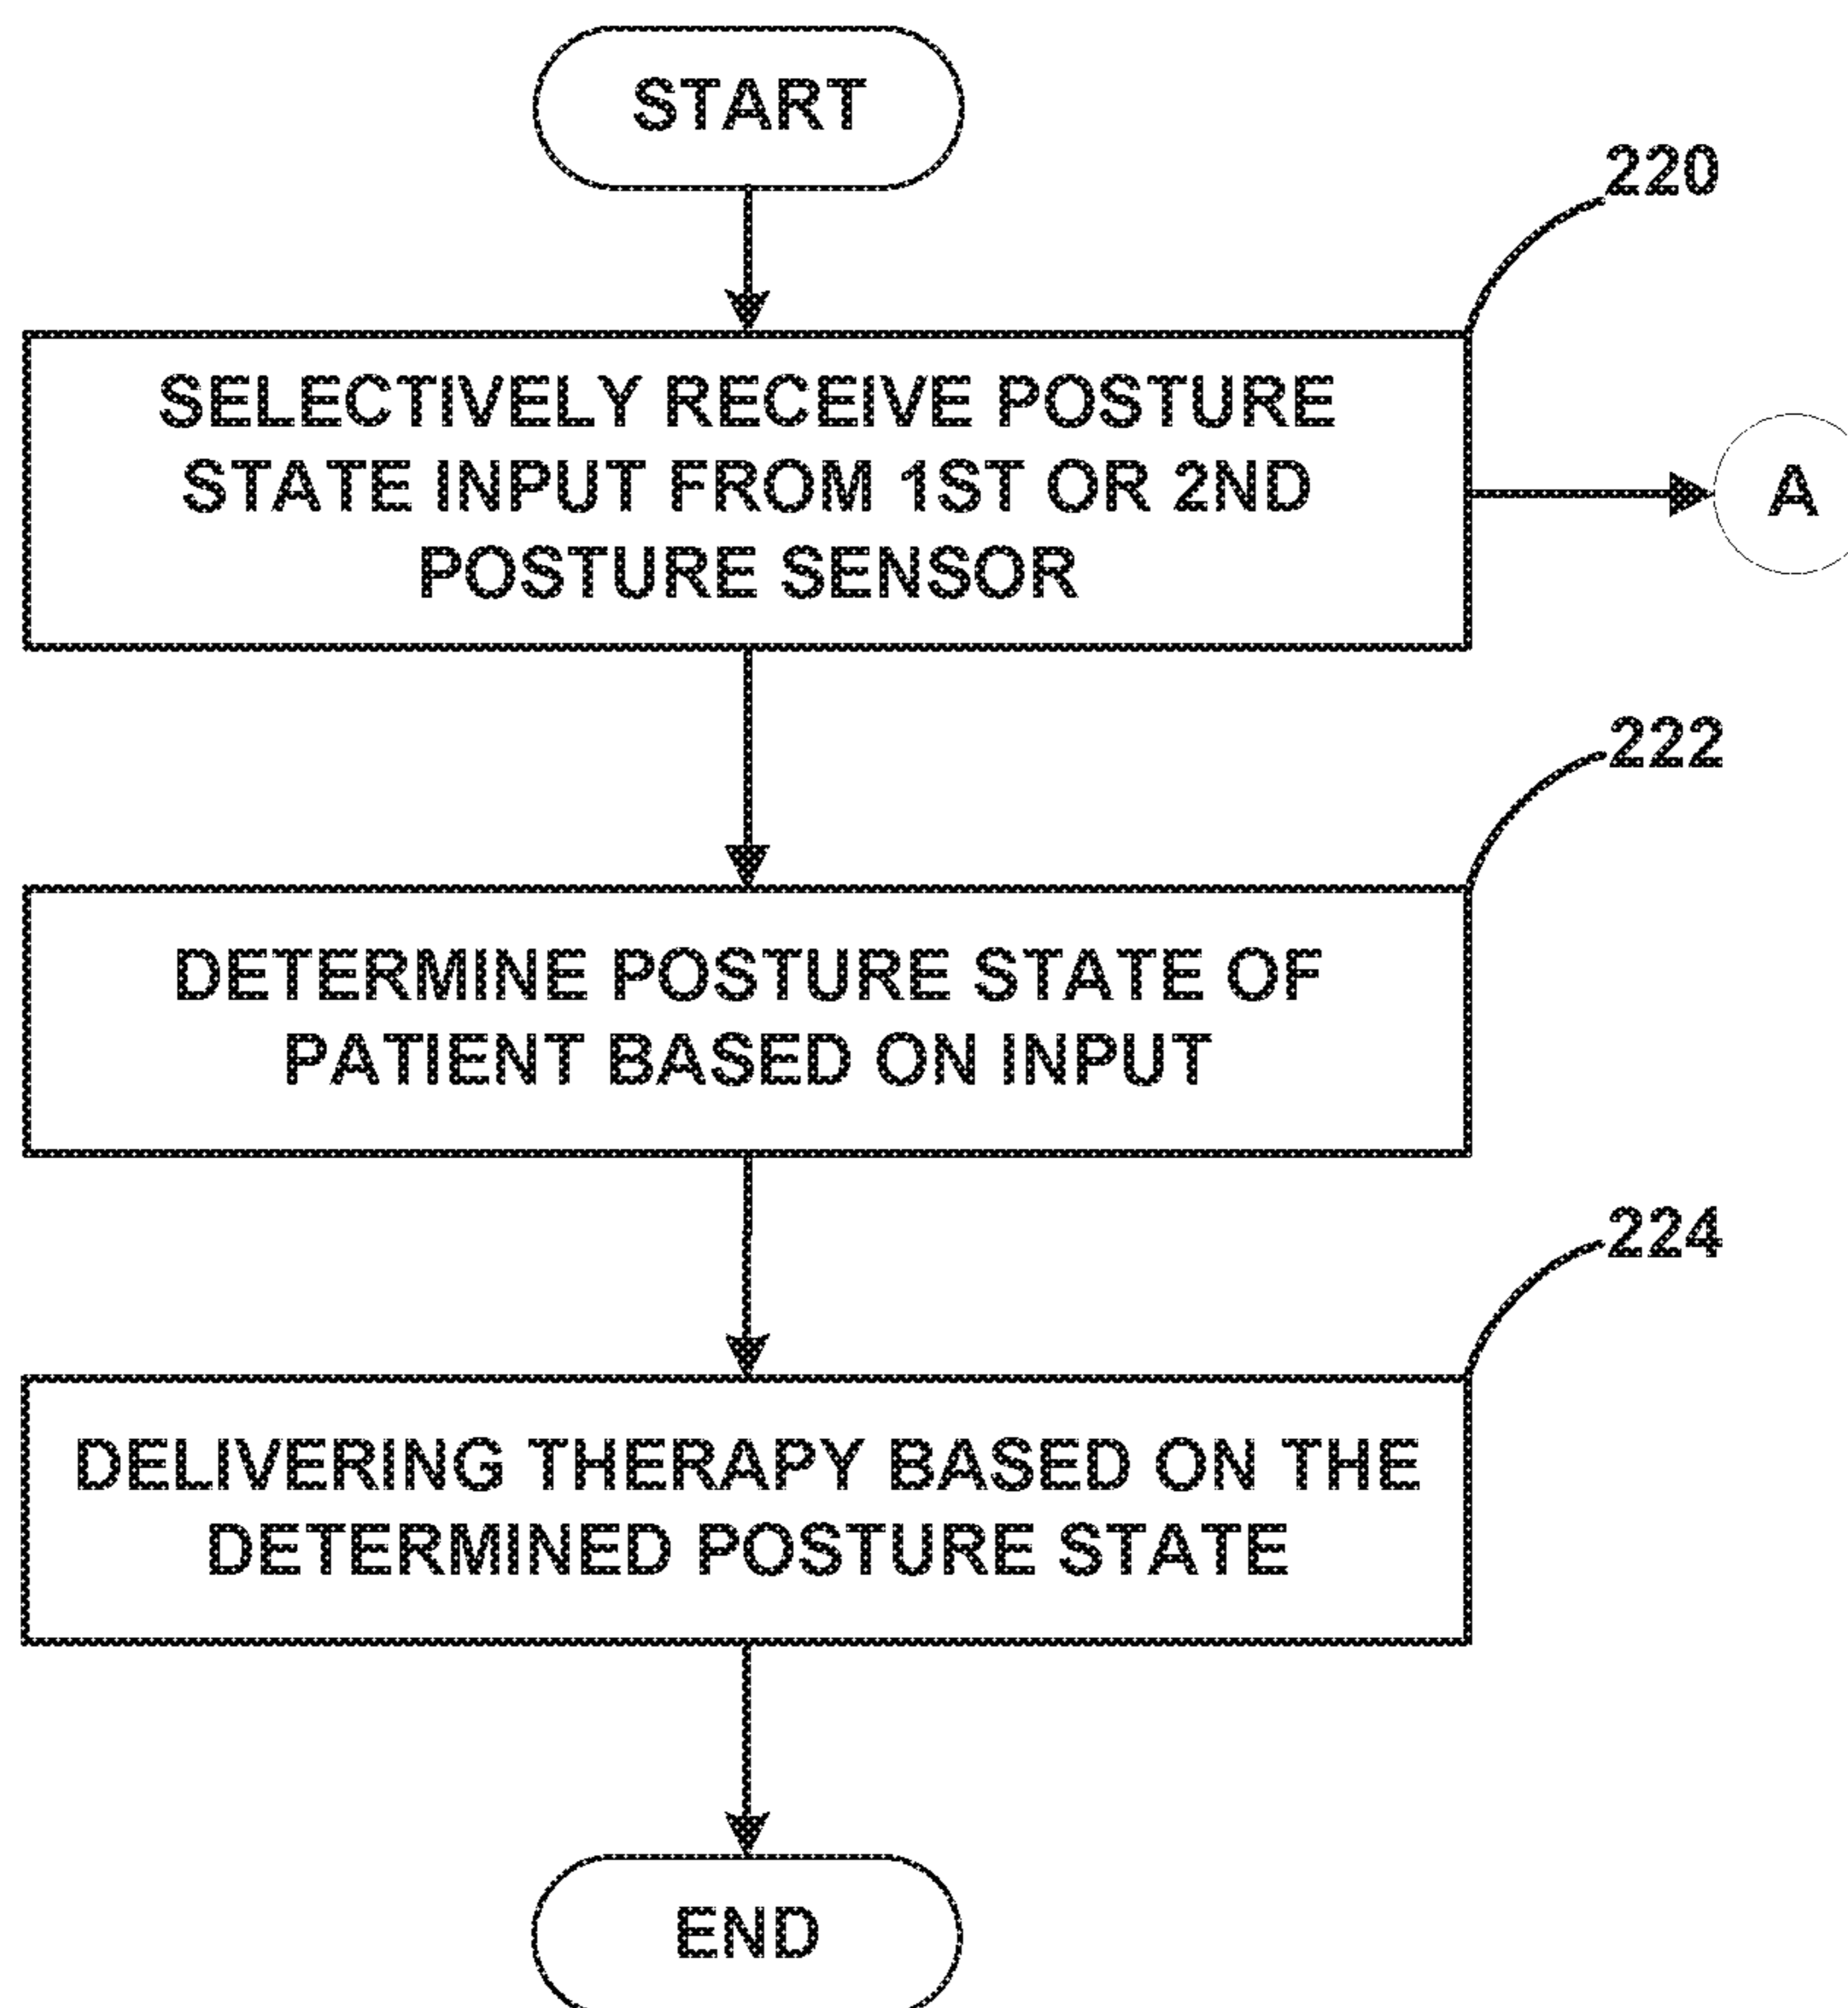 START
220
SELECTIVELY RECEIVE POSTURE
STATE INPUT FROM 1ST OR 2ND
POSTURE SENSOR
A
222
DETERMINE POSTURE STATE OF
PATIENT BASED ON INPUT
224
DELIVERING THERAPY BASED ON THE
DETERMINED POSTURE STATE
END